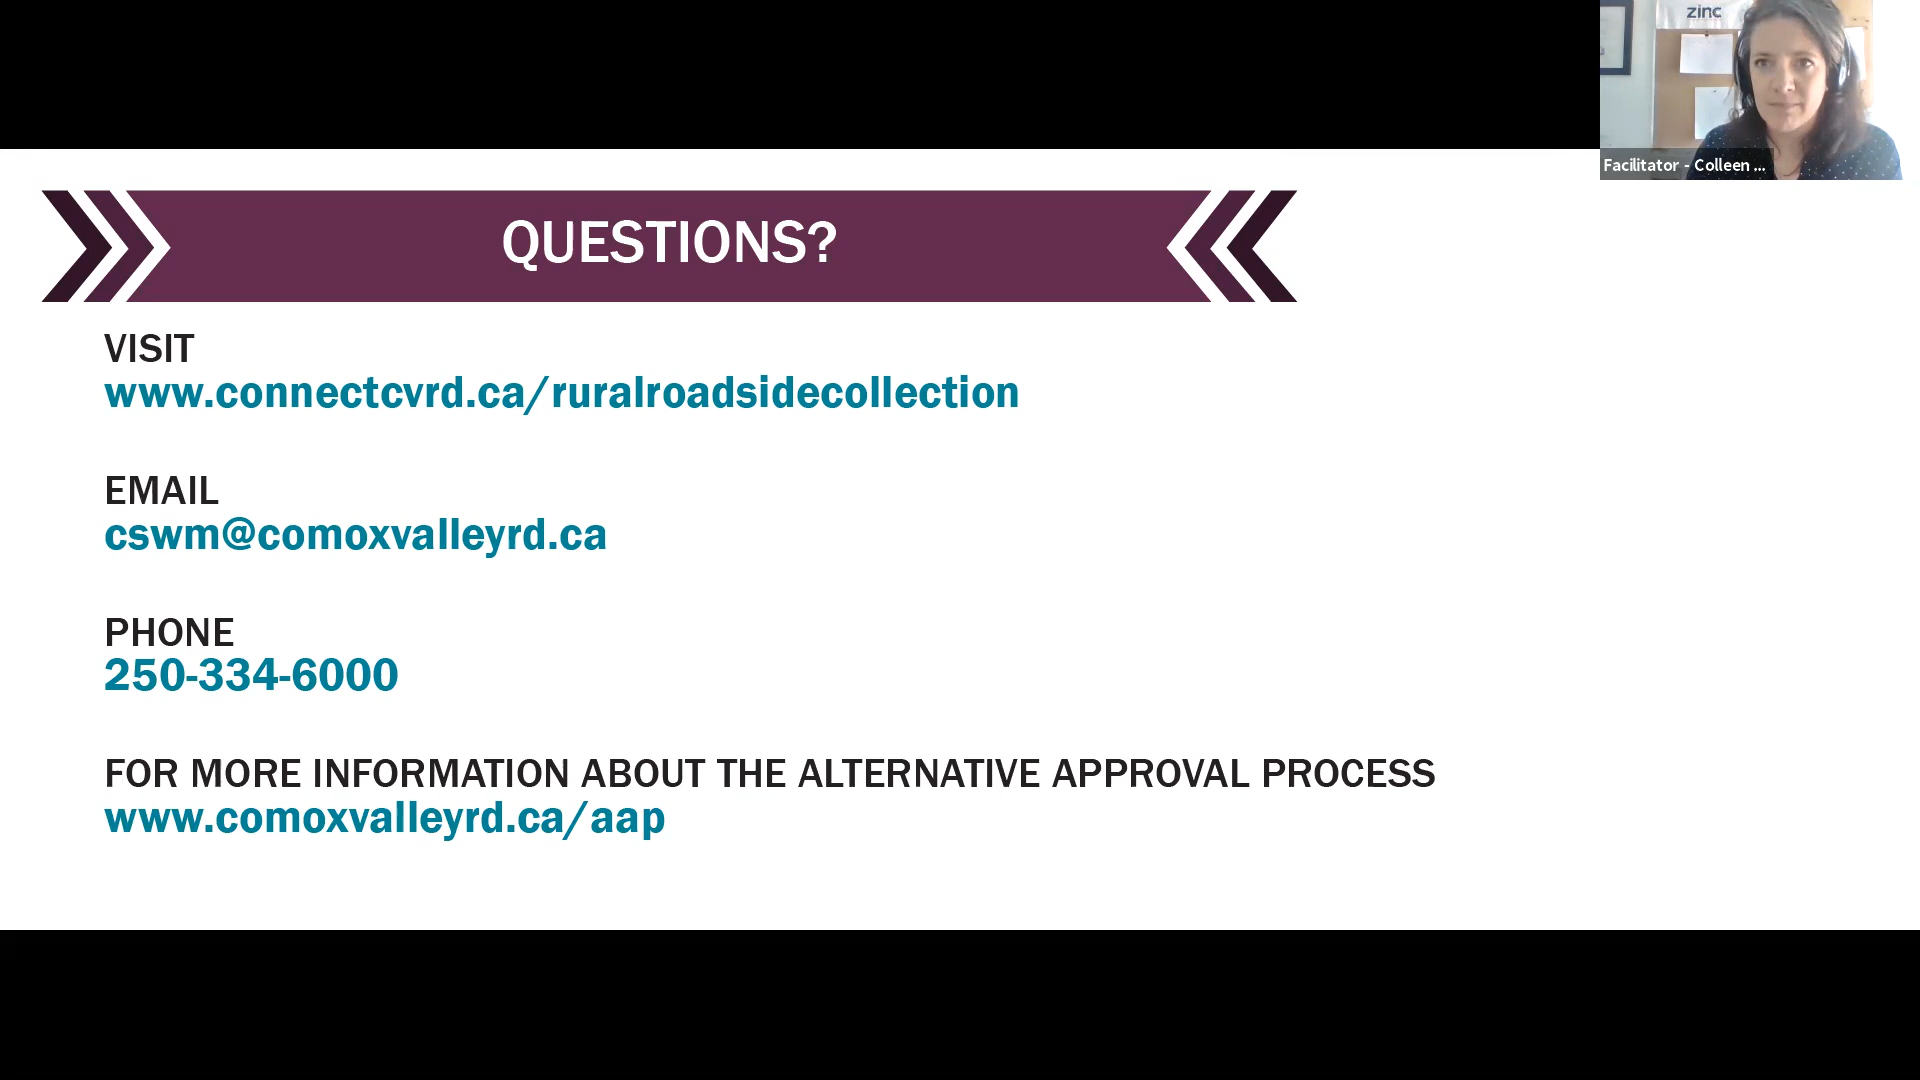 zinc
Facilitator - Colleen ...
QUESTIONS?
VISIT
www.connectcvrd.ca/ruralroadsidecollection
EMAIL
cswm@comoxvalleyrd.ca
PHONE
250-334-6000
FOR MORE INFORMATION ABOUT THE ALTERNATIVE APPROVAL PROCESS
www.comoxvalleyrd.ca/aap